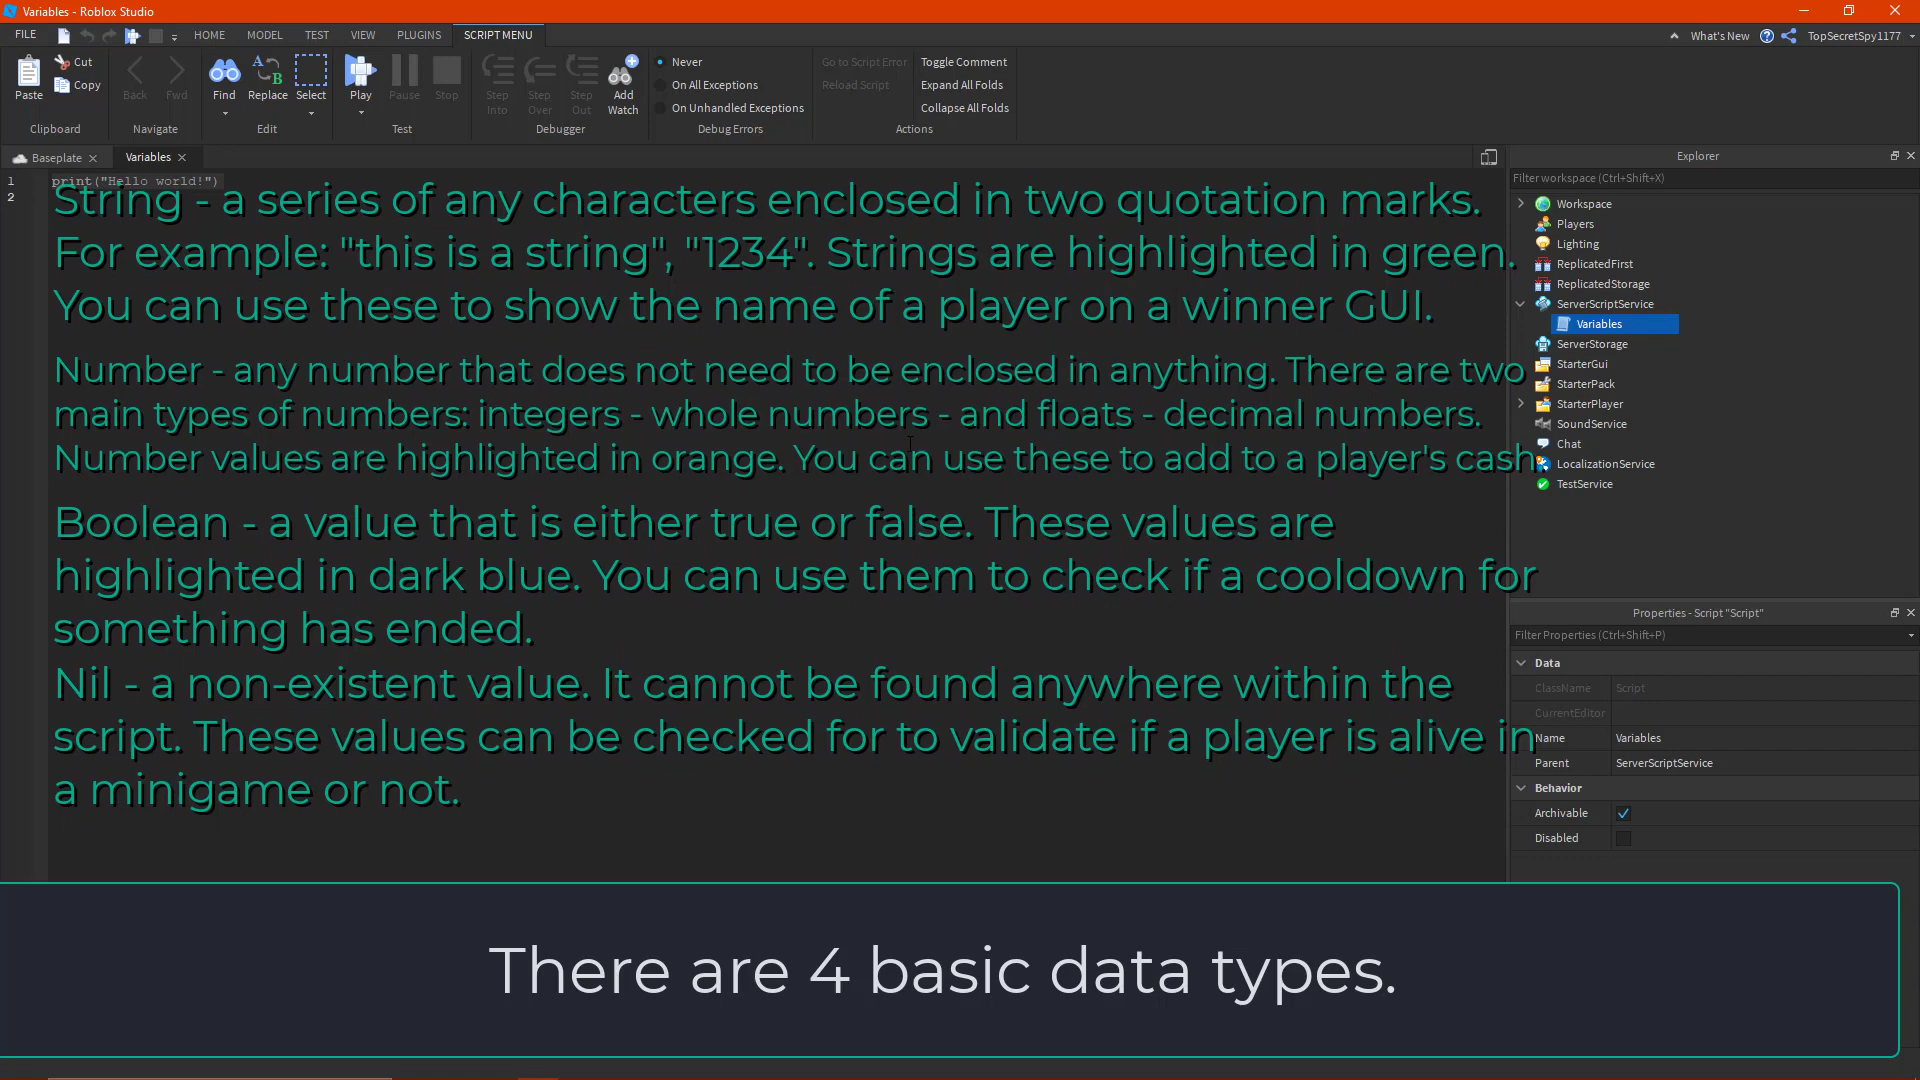 Variables - Roblox Studio
FILE HOME MODEL TEST VIEW PLUGINS SCRIPT MENU What's New TopSecretSpy1177
Paste Cut Copy Back Fwd Find Replace Select Play Pause Stop Step Into Step Over Step Out Add Watch
Never
On All Exceptions
On Unhandled Exceptions
Go to Script Error
Reload Script
Toggle Comment
Expand All Folds
Collapse All Folds
Clipboard Navigate Edit Test Debugger Debug Errors Actions
Baseplate Variables
1 print("Hello world!")
2
String - a series of any characters enclosed in two quotation marks.
For example: "this is a string", "1234". Strings are highlighted in green.
You can use these to show the name of a player on a winner GUI.
Number - any number that does not need to be enclosed in anything. There are two
main types of numbers: integers - whole numbers - and floats - decimal numbers.
Number values are highlighted in orange. You can use these to add to a player's cash.
Boolean - a value that is either true or false. These values are
highlighted in dark blue. You can use them to check if a cooldown for
something has ended.
Nil - a non-existent value. It cannot be found anywhere within the
script. These values can be checked for to validate if a player is alive in
a minigame or not.
Explorer
Filter workspace (Ctrl+Shift+X)
Workspace
Players
Lighting
ReplicatedFirst
ReplicatedStorage
ServerScriptService
Variables
ServerStorage
StarterGui
StarterPack
StarterPlayer
SoundService
Chat
LocalizationService
TestService
Properties - Script "Script"
Filter Properties (Ctrl+Shift+P)
Data
ClassName Script
CurrentEditor
Name Variables
Parent ServerScriptService
Behavior
Archivable
Disabled
There are 4 basic data types.